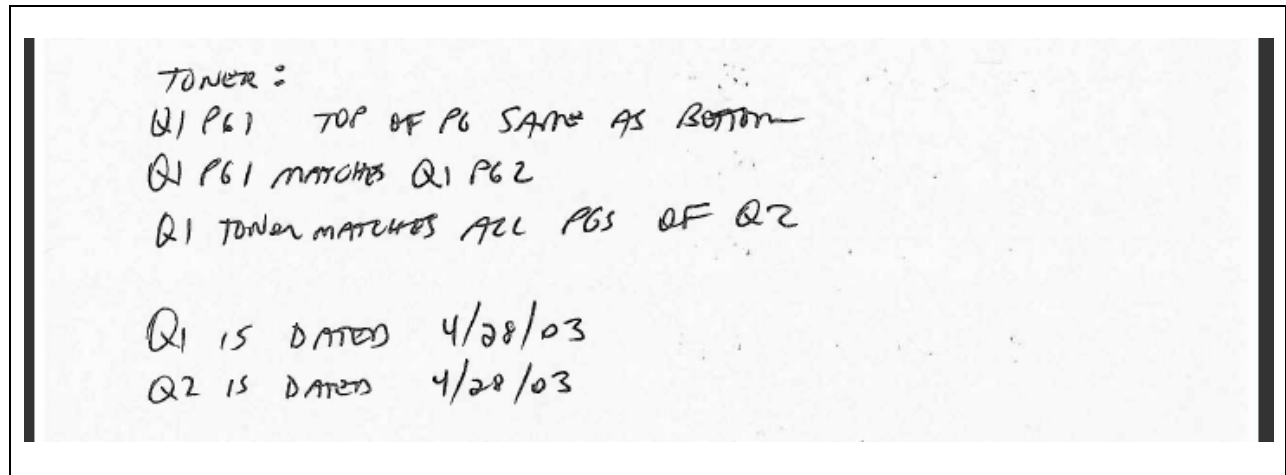 TONER:
Q1 PG1 TOP OF PG SAME AS BOTTOM
Q1 PG1 MATCHES Q1 PG2
Q1 TONER MATCHES ALL PGS OF Q2
Q1 IS DATED 4/28/03
Q2 IS DATED 4/28/03